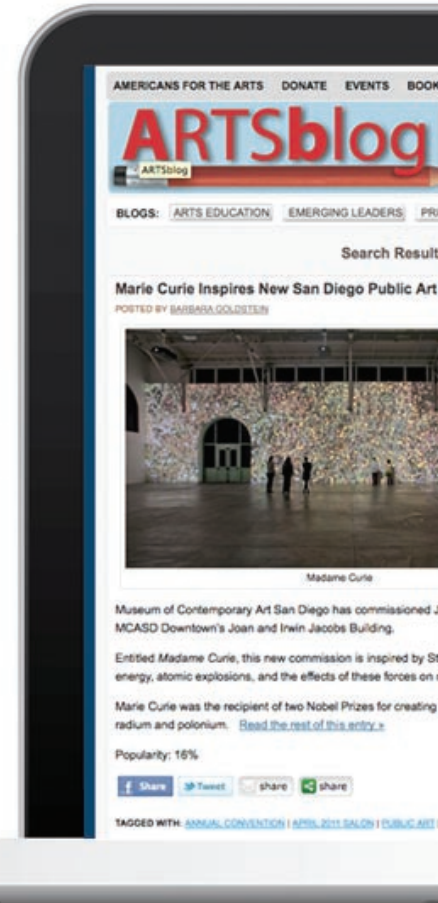 AMERICANS FOR THE ARTS DONATE EVENTS BOOK
ARTSblog
ARTSblog
BLOGS: ARTS EDUCATION EMERGING LEADERS PR
Search Result
Marie Curie Inspires New San Diego Public Art
POSTED BY BARBARA GOLDSTEIN
Madame Curie
Museum of Contemporary Art San Diego has commissioned J
MCASD Downtown's Joan and Irwin Jacobs Building.
Entitled Madame Curie, this new commission is inspired by St
energy, atomic explosions, and the effects of these forces on
Marie Curie was the recipient of two Nobel Prizes for creating
radium and polonium. Read the rest of this entry »
Popularity: 16%
f Share Tweet share share
TAGGED WITH: ANNUAL CONVENTION | APRIL 2011 SALON | PUBLIC ART |